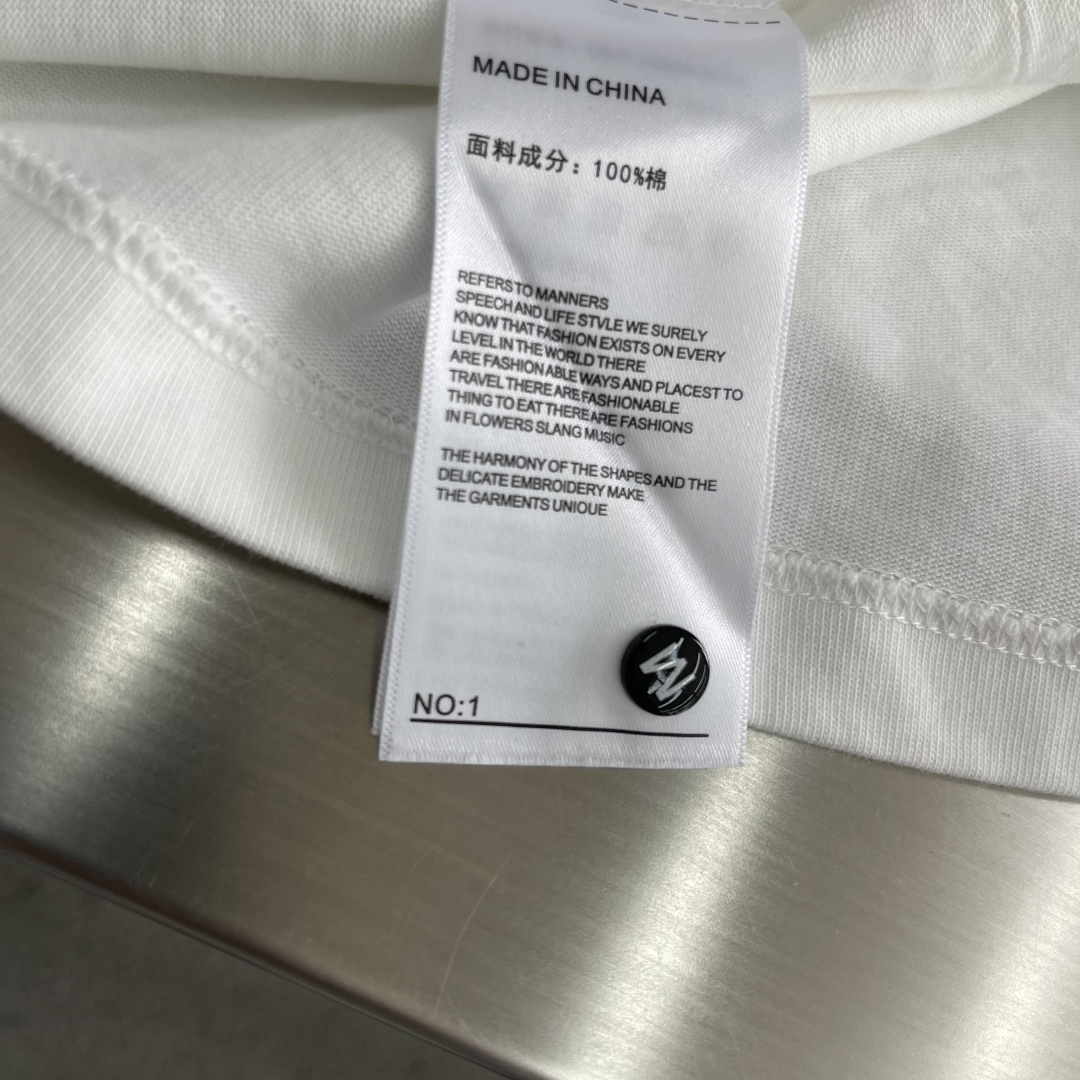 MADE IN CHINA
面料成分：100%棉
REFERS TO MANNERS
SPEECH AND LIFE STVLE WE SURELY
KNOW THAT FASHION EXISTS ON EVERY
LEVEL IN THE WORLD THERE
ARE FASHION ABLE WAYS AND PLACEST TO
TRAVEL THERE ARE FASHIONABLE
THING TO EAT THERE ARE FASHIONS
IN FLOWERS SLANG MUSIC
THE HARMONY OF THE SHAPES AND THE
DELICATE EMBROIDERY MAKE
THE GARMENTS UNIOUE
NO:1